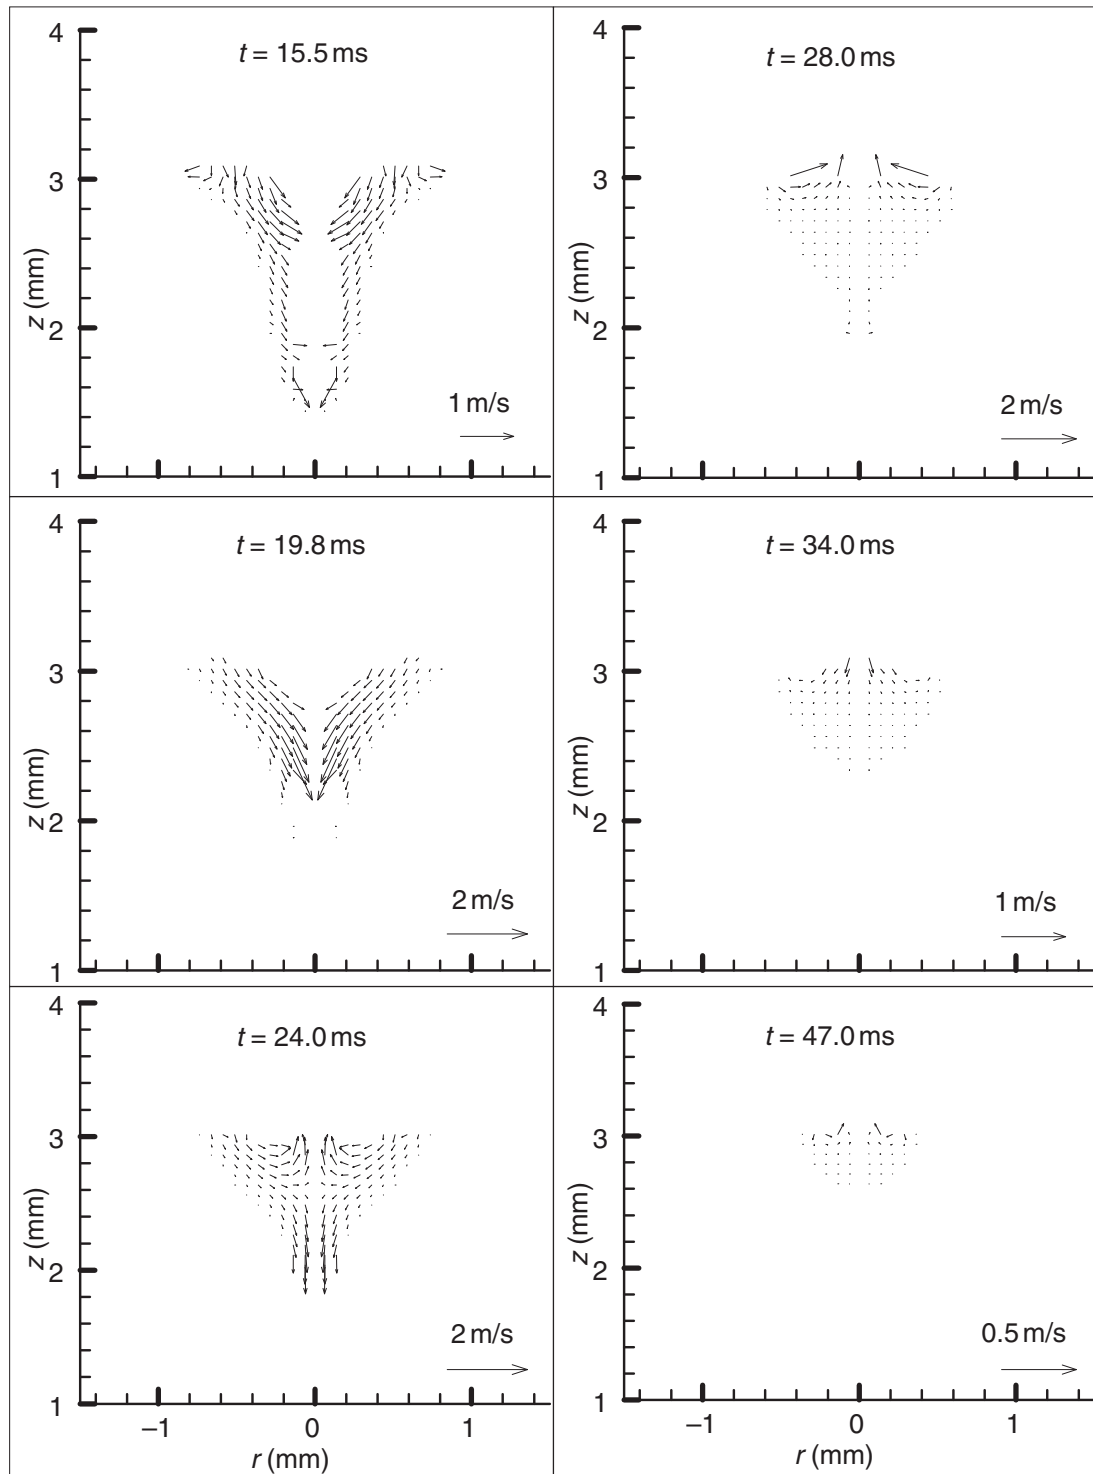 4
t = 15.5 ms
3
z (mm)
2
1 m/s
1
t = 28.0 ms
4
3
z (mm)
2
2 m/s
1
4
t = 19.8 ms
3
z (mm)
2
2 m/s
1
4
t = 34.0 ms
3
z (mm)
2
1 m/s
1
4
t = 24.0 ms
3
z (mm)
2
2 m/s
1
–1 0 1
r (mm)
4
t = 47.0 ms
3
z (mm)
2
0.5 m/s
1
–1 0 1
r (mm)